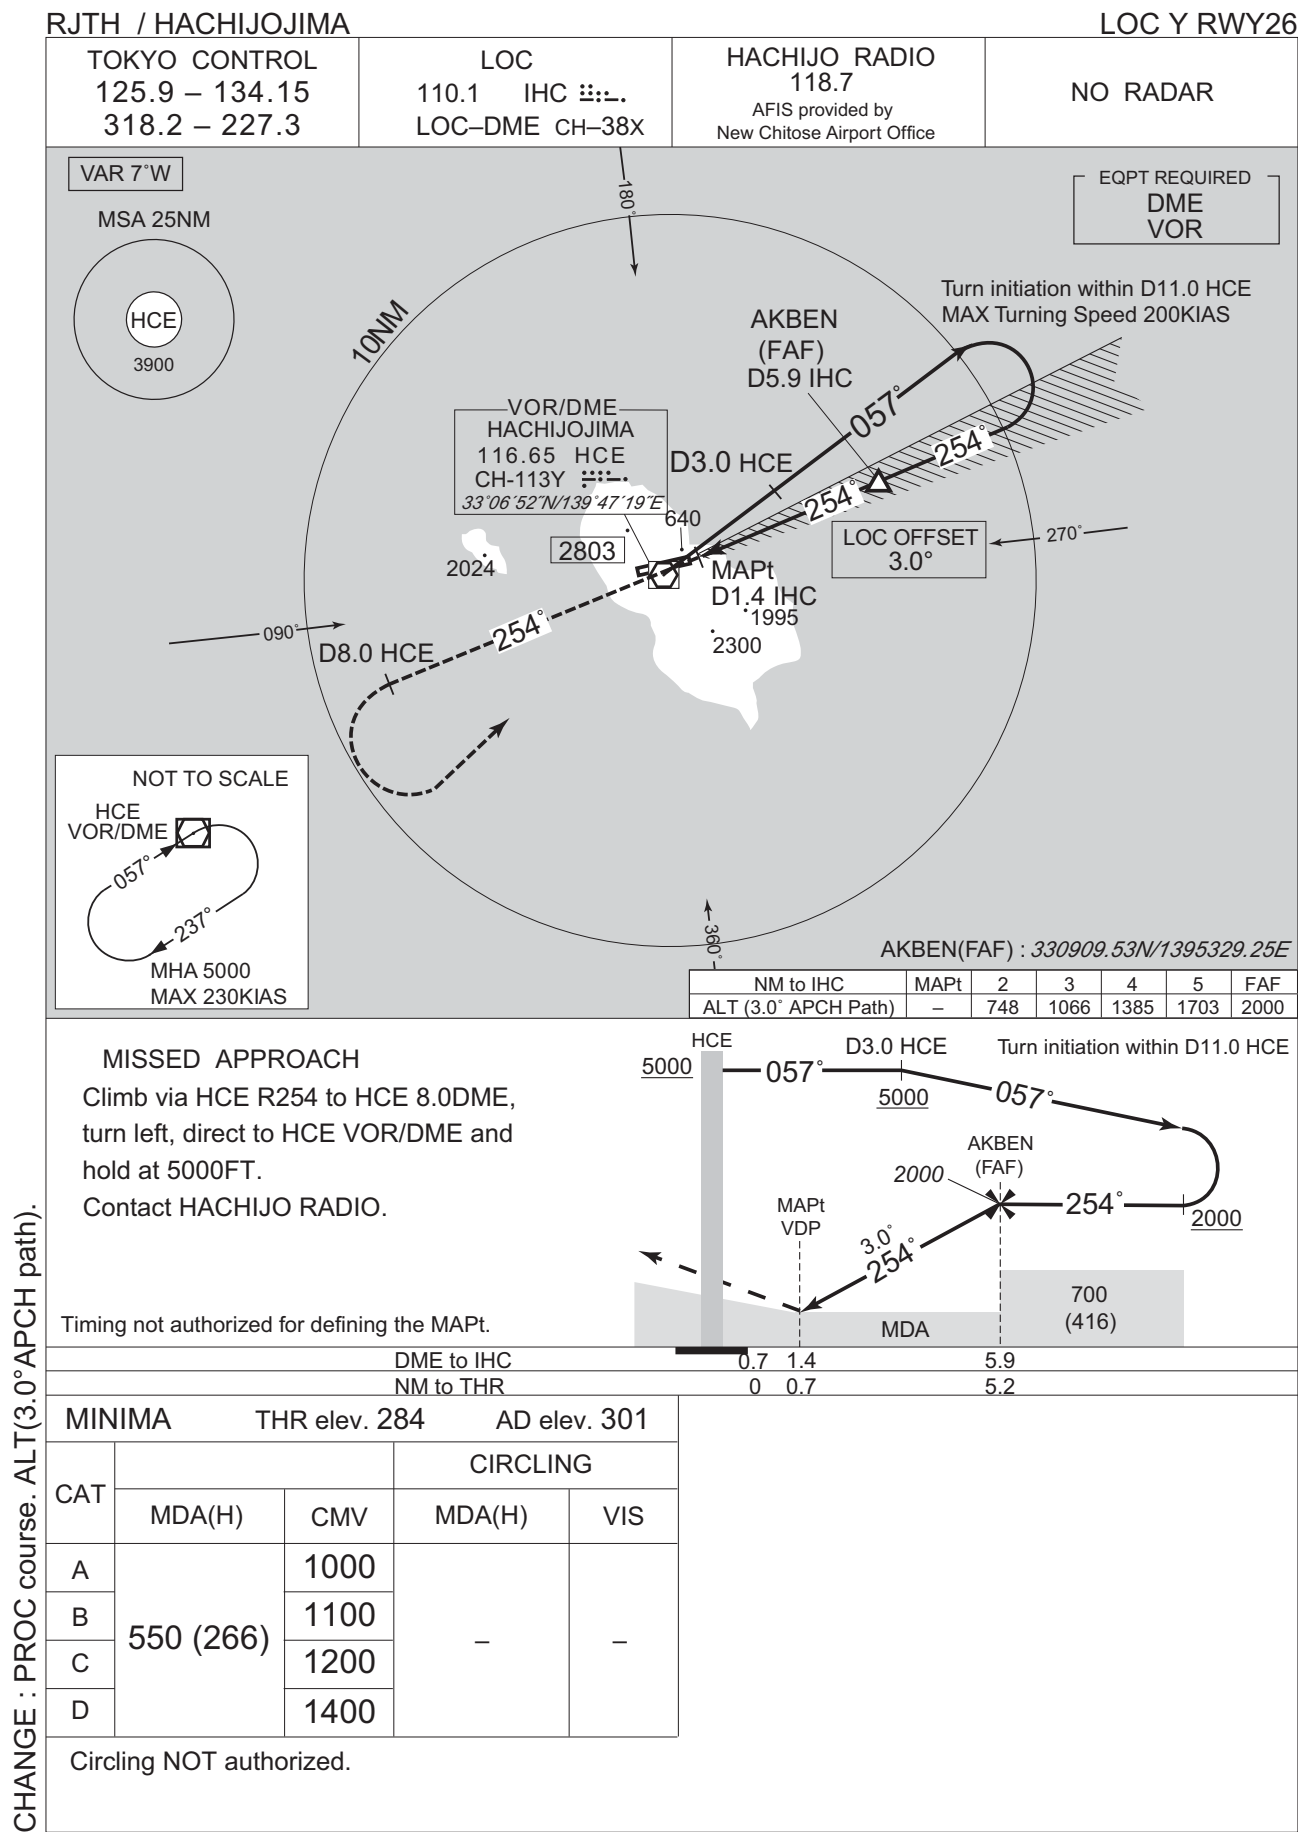 RJTH / HACHIJOJIMA
LOC Y RWY26
TOKYO CONTROL
125.9 – 134.15
318.2 – 227.3
LOC
110.1 IHC
LOC–DME CH–38X
HACHIJO RADIO
118.7
AFIS provided by
New Chitose Airport Office
NO RADAR
VAR 7°W
MSA 25NM
HCE
3900
EQPT REQUIRED
DME
VOR
180°
10NM
Turn initiation within D11.0 HCE
MAX Turning Speed 200KIAS
AKBEN
(FAF)
D5.9 IHC
057°
254°
254°
VOR/DME
HACHIJOJIMA
116.65 HCE
CH-113Y
33°06´52˝N/139°47´19˝E
D3.0 HCE
640
2803
2024
LOC OFFSET
3.0°
270°
MAPt
D1.4 IHC
1995
2300
090°
254°
D8.0 HCE
360°
NOT TO SCALE
HCE
VOR/DME
057°
237°
MHA 5000
MAX 230KIAS
AKBEN(FAF) : 330909.53N/1395329.25E
NM to IHC MAPt 2 3 4 5 FAF
ALT (3.0° APCH Path) – 748 1066 1385 1703 2000
MISSED APPROACH
Climb via HCE R254 to HCE 8.0DME,
turn left, direct to HCE VOR/DME and
hold at 5000FT.
Contact HACHIJO RADIO.
Timing not authorized for defining the MAPt.
HCE
5000
057°
D3.0 HCE
5000
Turn initiation within D11.0 HCE
057°
AKBEN
(FAF)
2000
254°
2000
MAPt
VDP
3.0°
254°
MDA
700
(416)
DME to IHC 0.7 1.4 5.9
NM to THR 0 0.7 5.2
MINIMA THR elev. 284 AD elev. 301
CAT
CIRCLING
MDA(H) CMV MDA(H) VIS
A 1000
B 1100
550 (266) – –
C 1200
D 1400
Circling NOT authorized.
CHANGE : PROC course. ALT(3.0°APCH path).